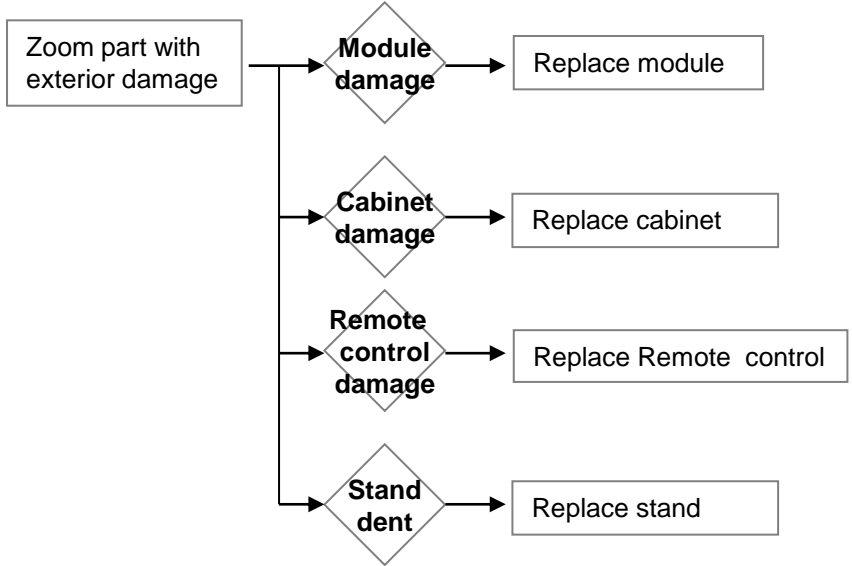 Zoom part with
exterior damage
Module
damage
Replace module
Cabinet
damage
Replace cabinet
Remote
control
damage
Replace Remote  control
Stand
dent
Replace stand